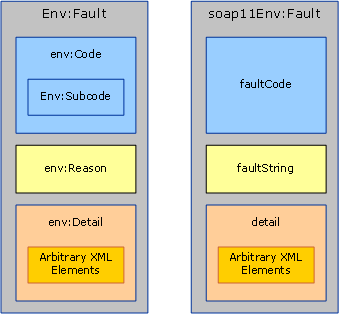 Env:Fault
env:Code
Env:Subcode
env:Reason
env:Detail
Arbitrary XML
Elements
soap11Env:Fault
faultCode
faultString
detail
Arbitrary XML
Elements